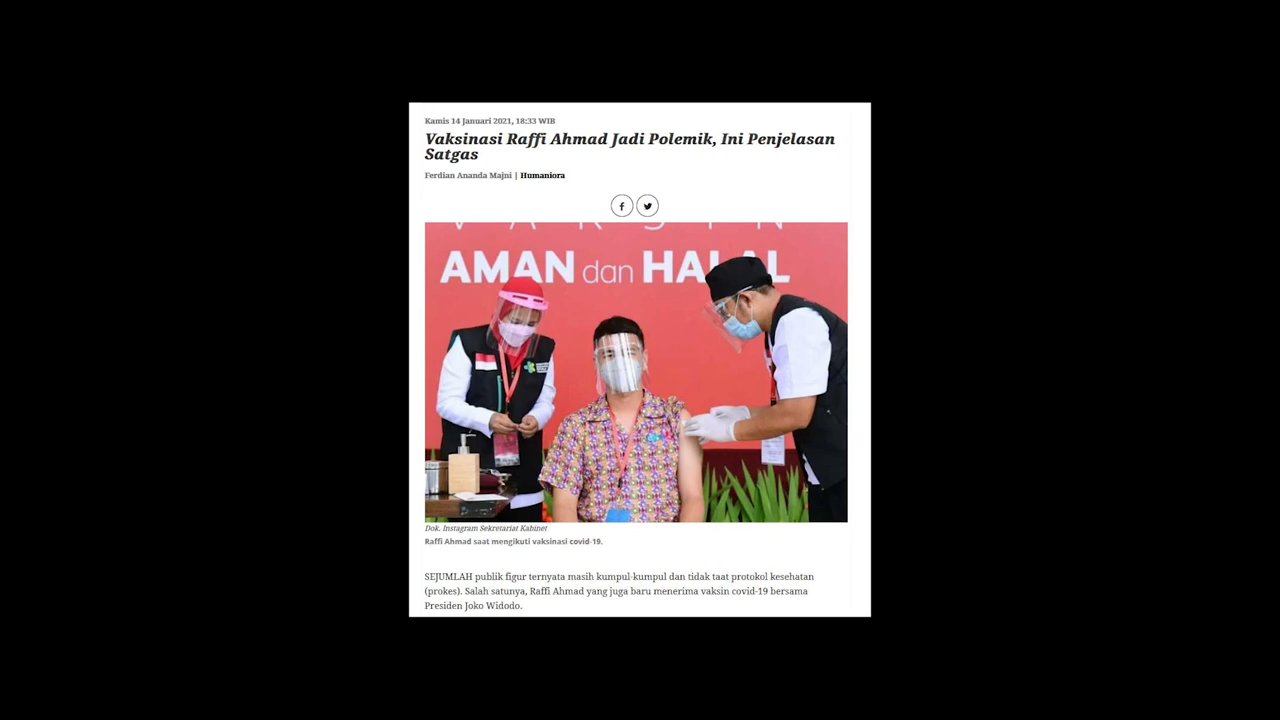 Kamis 14 Januari 2021, 18:33 WIB
Vaksinasi Raffi Ahmad Jadi Polemik, Ini Penjelasan
Satgas
Ferdian Ananda Majni | Humaniora
V A K S I N
AMAN dan HALAL
Dok. Instagram Sekretariat Kabinet
Raffi Ahmad saat mengikuti vaksinasi covid-19.
SEJUMLAH publik figur ternyata masih kumpul-kumpul dan tidak taat protokol kesehatan
(prokes). Salah satunya, Raffi Ahmad yang juga baru menerima vaksin covid-19 bersama
Presiden Joko Widodo.